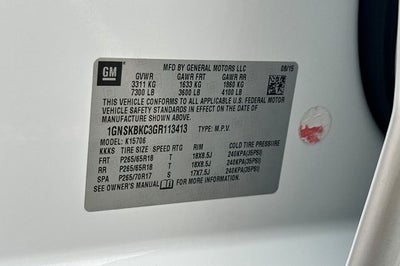 GM
MFD BY GENERAL MOTORS LLC 08/15
GVWR GAWR FRT GAWR RR
3311 KG 1633 KG 1860 KG
7300 LB 3600 LB 4100 LB
THIS VEHICLE CONFORMS TO ALL APPLICABLE U.S. FEDERAL MOTOR
VEHICLE SAFETY STANDARDS IN EFFECT ON THE DATE OF
MANUFACTURE SHOWN ABOVE.
1GNSKBKC3GR113413 TYPE: M.P.V.
MODEL: K15706
KKKS TIRE SIZE SPEED RTG RIM COLD TIRE PRESSURE
FRT P265/65R18 T 18X8.5J 240KPA(35PSI)
RR P265/65R18 T 18X8.5J 240KPA(35PSI)
SPA P265/70R17 S 17X7.5J 240KPA(35PSI)
SEE OWNER'S MANUAL FOR MORE INFORMATION.